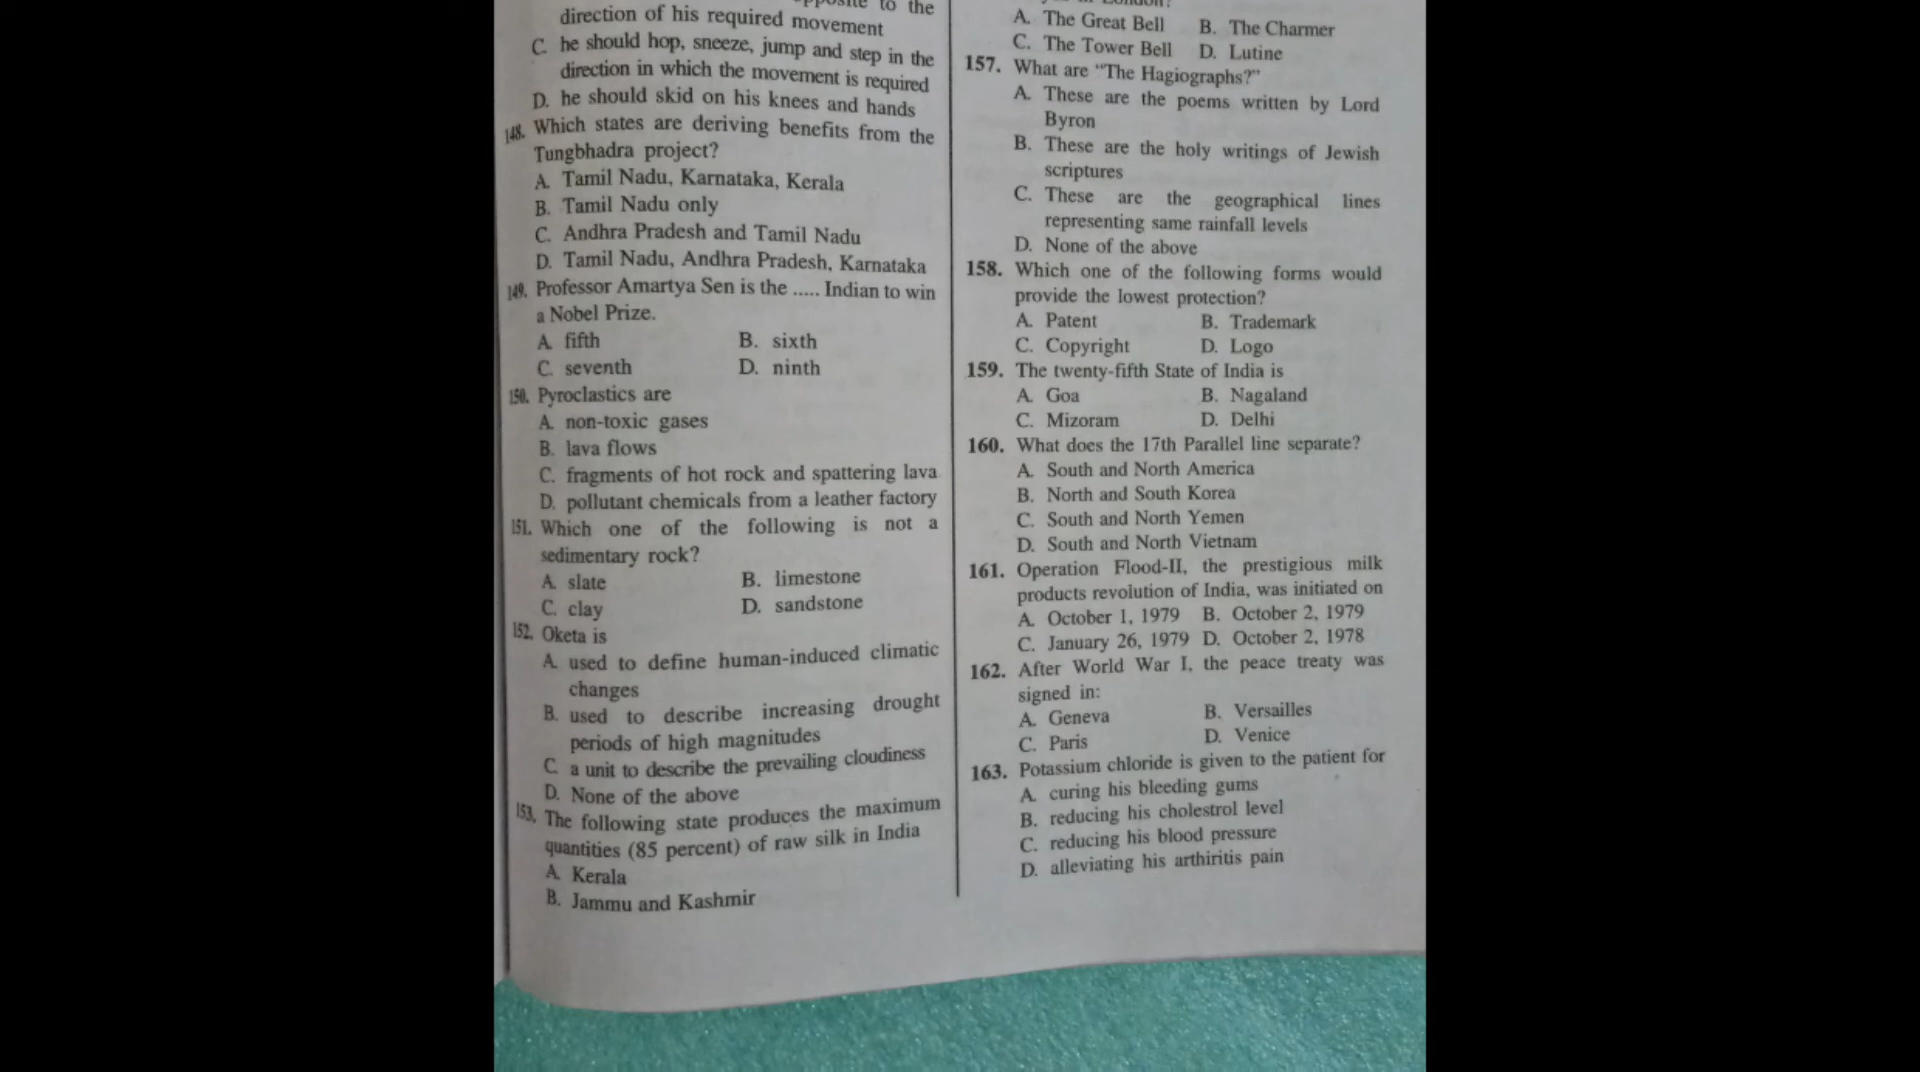 to the
direction of his required movement
C. he should hop, sneeze, jump and step in the
direction in which the movement is required
D. he should skid on his knees and hands
148. Which states are deriving benefits from the
Tungbhadra project?
A. Tamil Nadu, Karnataka, Kerala
B. Tamil Nadu only
C. Andhra Pradesh and Tamil Nadu
D. Tamil Nadu, Andhra Pradesh, Karnataka
149. Professor Amartya Sen is the ..... Indian to win
a Nobel Prize.
A. fifth B. sixth
C. seventh D. ninth
150. Pyroclastics are
A. non-toxic gases
B. lava flows
C. fragments of hot rock and spattering lava
D. pollutant chemicals from a leather factory
151. Which one of the following is not a
sedimentary rock?
A. slate B. limestone
C. clay D. sandstone
152. Oketa is
A. used to define human-induced climatic
changes
B. used to describe increasing drought
periods of high magnitudes
C. a unit to describe the prevailing cloudiness
D. None of the above
153. The following state produces the maximum
quantities (85 percent) of raw silk in India
A. Kerala
B. Jammu and Kashmir
A. The Great Bell B. The Charmer
C. The Tower Bell D. Lutine
157. What are "The Hagiographs?"
A. These are the poems written by Lord
Byron
B. These are the holy writings of Jewish
scriptures
C. These are the geographical lines
representing same rainfall levels
D. None of the above
158. Which one of the following forms would
provide the lowest protection?
A. Patent B. Trademark
C. Copyright D. Logo
159. The twenty-fifth State of India is
A. Goa B. Nagaland
C. Mizoram D. Delhi
160. What does the 17th Parallel line separate?
A. South and North America
B. North and South Korea
C. South and North Yemen
D. South and North Vietnam
161. Operation Flood-II, the prestigious milk
products revolution of India, was initiated on
A. October 1, 1979 B. October 2, 1979
C. January 26, 1979 D. October 2, 1978
162. After World War I, the peace treaty was
signed in:
A. Geneva B. Versailles
C. Paris D. Venice
163. Potassium chloride is given to the patient for
A. curing his bleeding gums
B. reducing his cholestrol level
C. reducing his blood pressure
D. alleviating his arthiritis pain